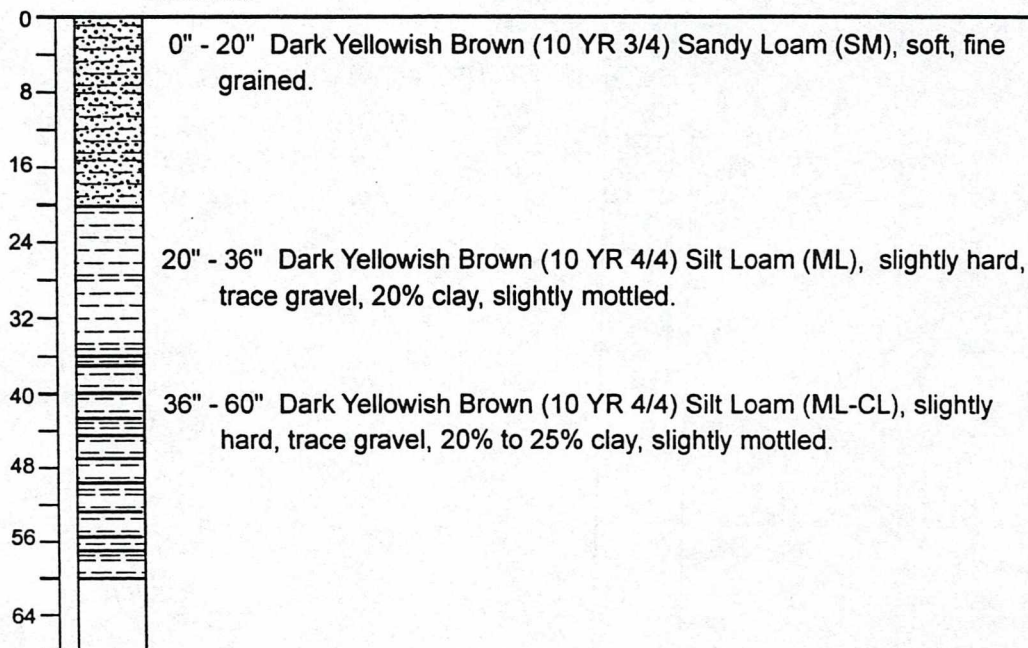 0
0" - 20" Dark Yellowish Brown (10 YR 3/4) Sandy Loam (SM), soft, fine
grained.
8
16
24
20" - 36" Dark Yellowish Brown (10 YR 4/4) Silt Loam (ML), slightly hard,
trace gravel, 20% clay, slightly mottled.
32
40
36" - 60" Dark Yellowish Brown (10 YR 4/4) Silt Loam (ML-CL), slightly
hard, trace gravel, 20% to 25% clay, slightly mottled.
48
56
64